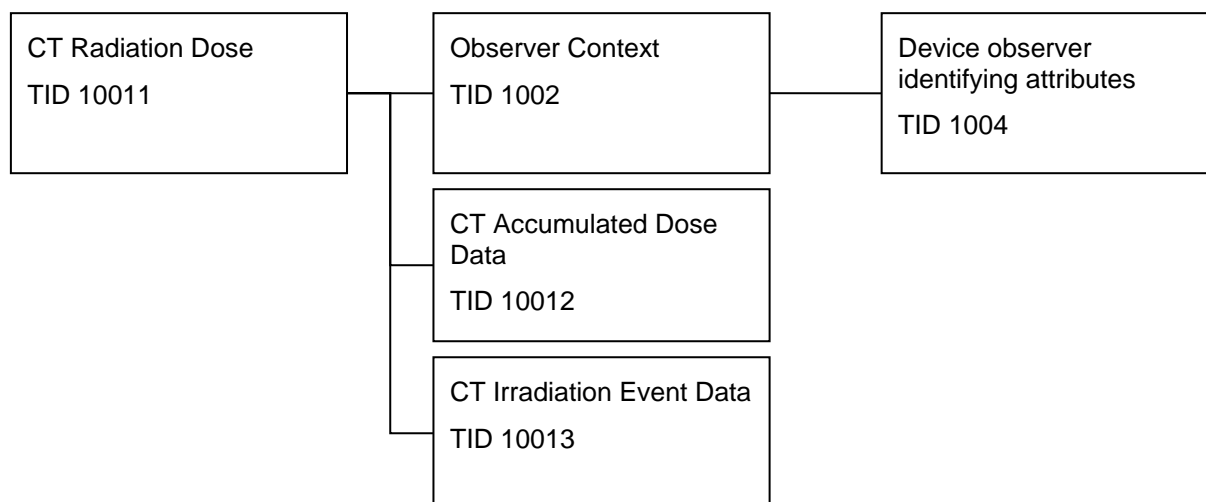 CT Radiation Dose
TID 10011
Observer Context
TID 1002
Device observer
identifying attributes
TID 1004
CT Accumulated Dose
Data
TID 10012
CT Irradiation Event Data
TID 10013